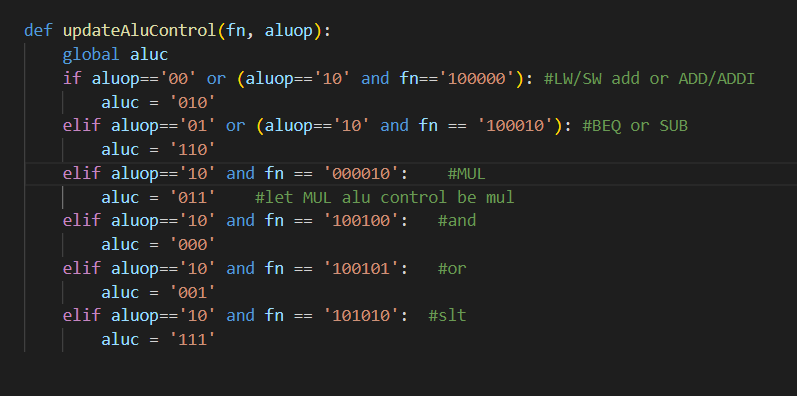 def updateAluControl(fn, aluop):
    global aluc
    if aluop=='00' or (aluop=='10' and fn=='100000'): #LW/SW add or ADD/ADDI
        aluc = '010'
    elif aluop=='01' or (aluop=='10' and fn == '100010'): #BEQ or SUB
        aluc = '110'
    elif aluop=='10' and fn == '000010':    #MUL
        aluc = '011'    #let MUL alu control be mul
    elif aluop=='10' and fn == '100100':   #and
        aluc = '000'
    elif aluop=='10' and fn == '100101':   #or
        aluc = '001'
    elif aluop=='10' and fn == '101010':  #slt
        aluc = '111'